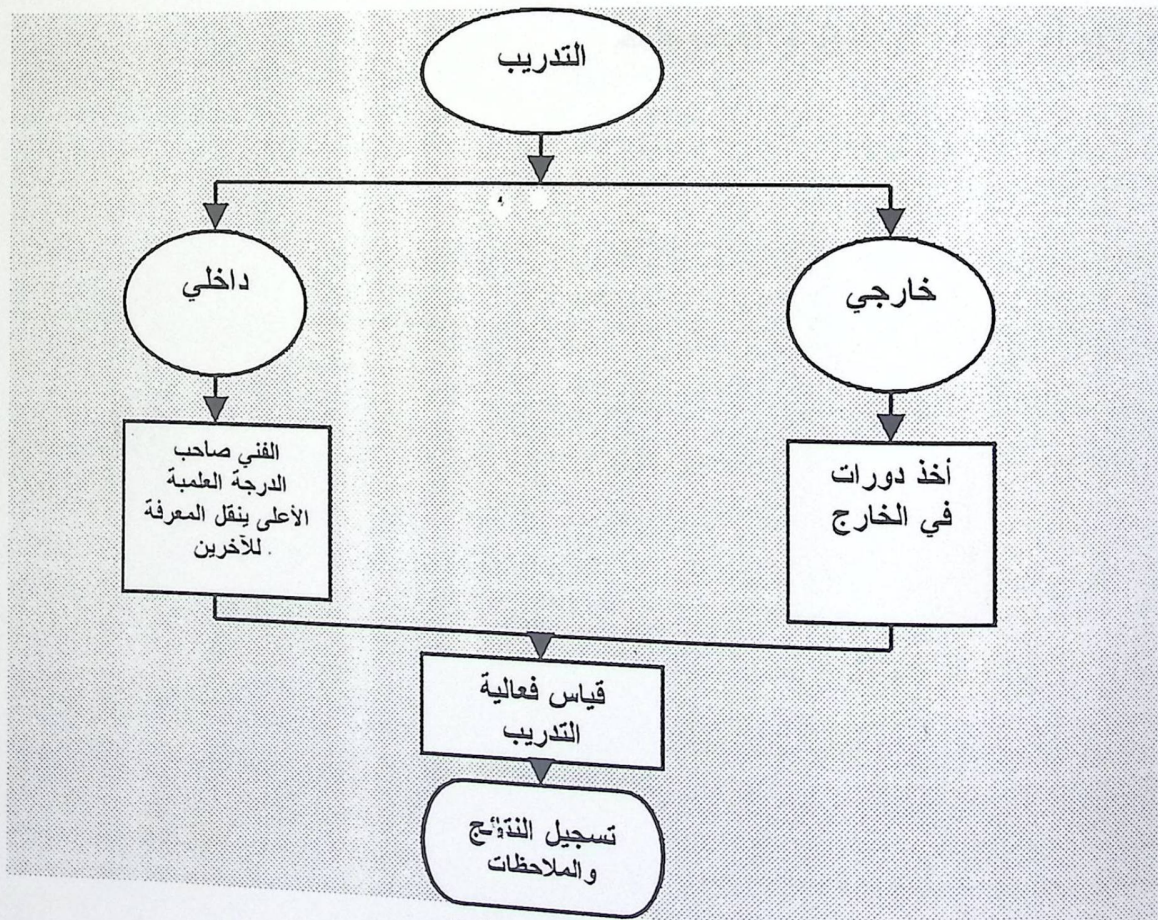 التدريب
خارجي
داخلي
أخذ دورات
في الخارج
الفني صاحب
الدرجة العلمبة
الأعلى ينقل المعرفة
للآخرين .
قياس فعالية
التدريب
تسجيل النتائج
والملاحظات